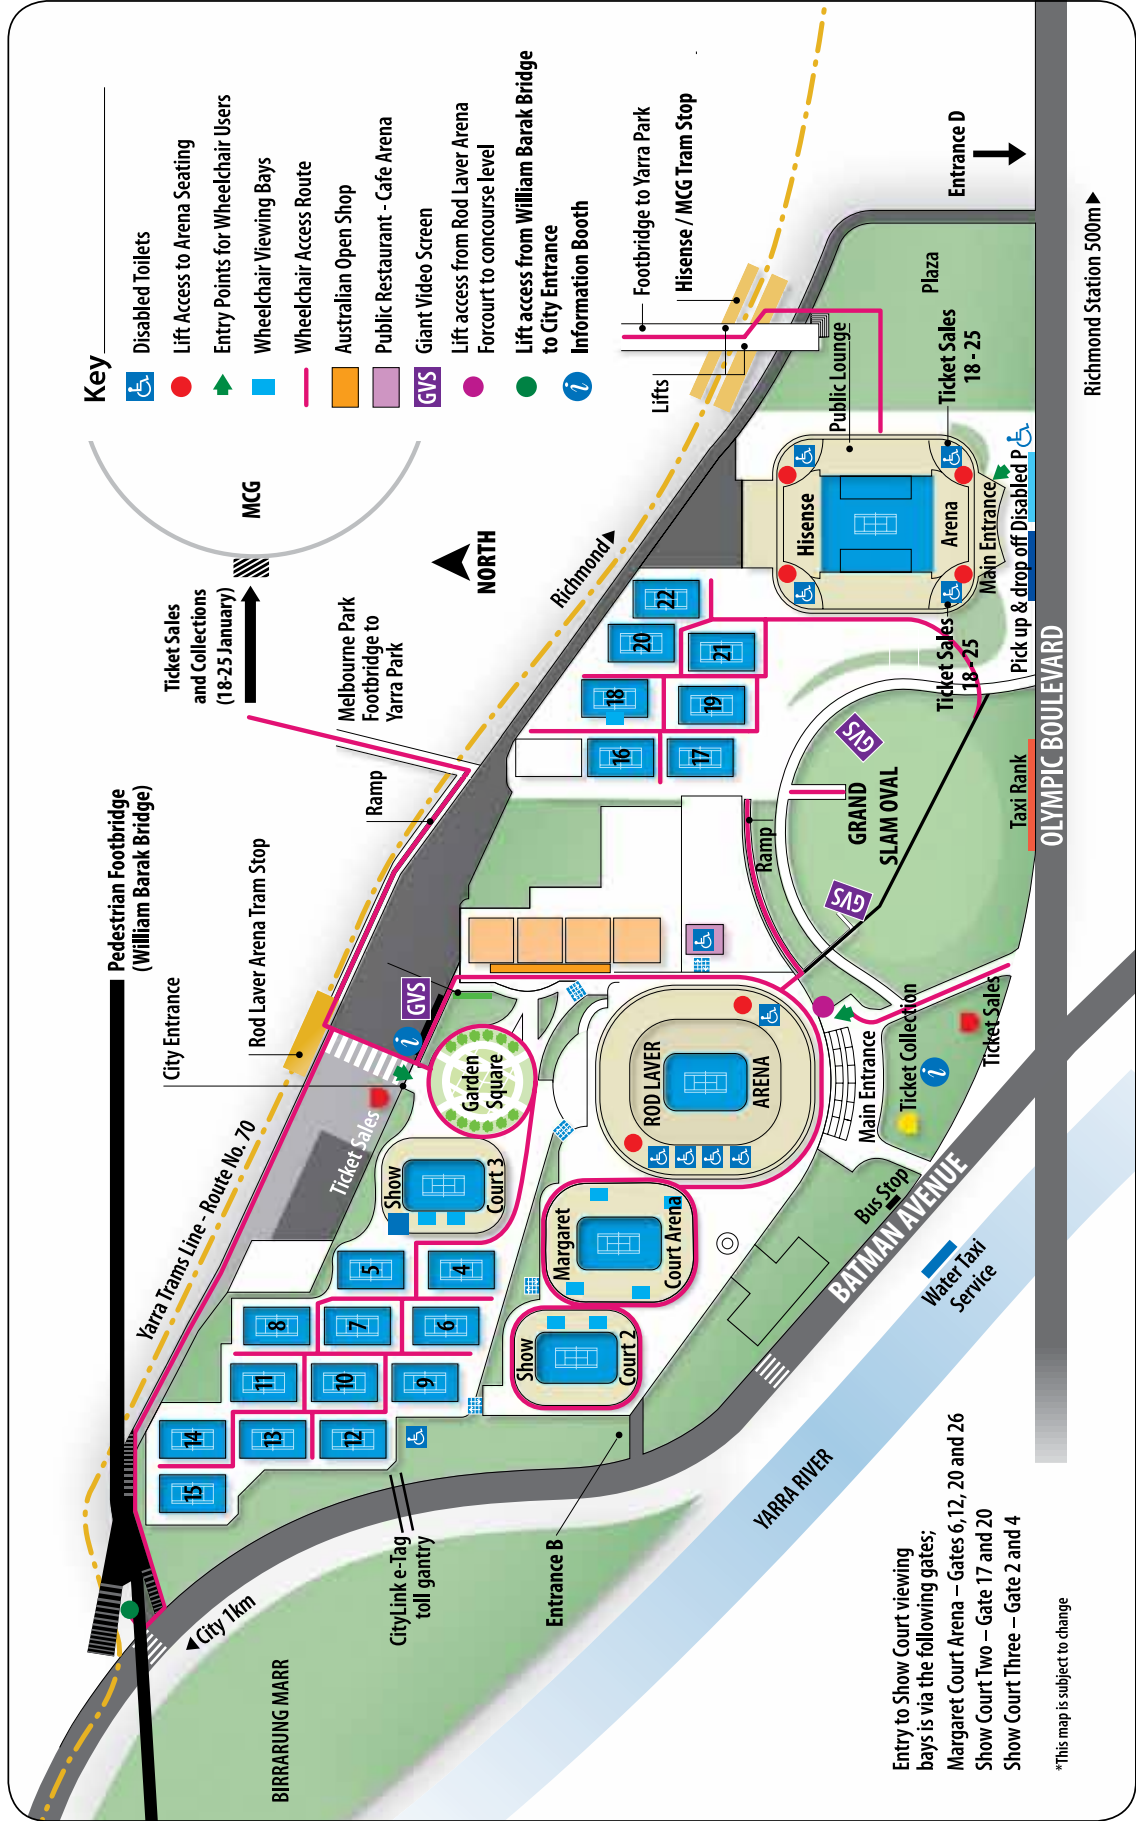 Key
Disabled Toilets
Lift Access to Arena Seating
Entry Points for Wheelchair Users
Wheelchair Viewing Bays
Wheelchair Access Route
Australian Open Shop
Public Restaurant - Cafe Arena
GVS
Giant Video Screen
Lift access from Rod Laver Arena
Forcourt to concourse level
Lift access from William Barak Bridge
to City Entrance
i
Information Booth
Pedestrian Footbridge
(William Barak Bridge)
City Entrance
Rod Laver Arena Tram Stop
Ticket Sales
and Collections
(18-25 January)
MCG
NORTH
Melbourne Park
Footbridge to
Yarra Park
Ramp
Richmond
Footbridge to Yarra Park
Hisense / MCG Tram Stop
Lifts
Yarra Trams Line - Route No. 70
Ticket Sales
i
GVS
Garden
Square
Show
Court 3
15
14
13
12
11
10
9
8
7
6
5
4
Show
Court 2
Margaret
Court Arena
ROD LAVER
ARENA
16
17
18
19
20
21
22
Ramp
GRAND
SLAM OVAL
GVS
GVS
Hisense
Arena
Public Lounge
Plaza
Entrance D
Ticket Sales
18 - 25
Ticket Sales
18 - 25
Main Entrance
Pick up & drop off
Disabled P
Taxi Rank
OLYMPIC BOULEVARD
Richmond Station 500m
Main Entrance
Ticket Collection
i
Ticket Sales
Bus Stop
BATMAN AVENUE
Water Taxi
Service
YARRA RIVER
City 1km
CityLink e-Tag
toll gantry
Entrance B
BIRRARUNG MARR
Entry to Show Court viewing
bays is via the following gates;
Margaret Court Arena – Gates 6,12, 20 and 26
Show Court Two – Gate 17 and 20
Show Court Three – Gate 2 and 4
*This map is subject to change